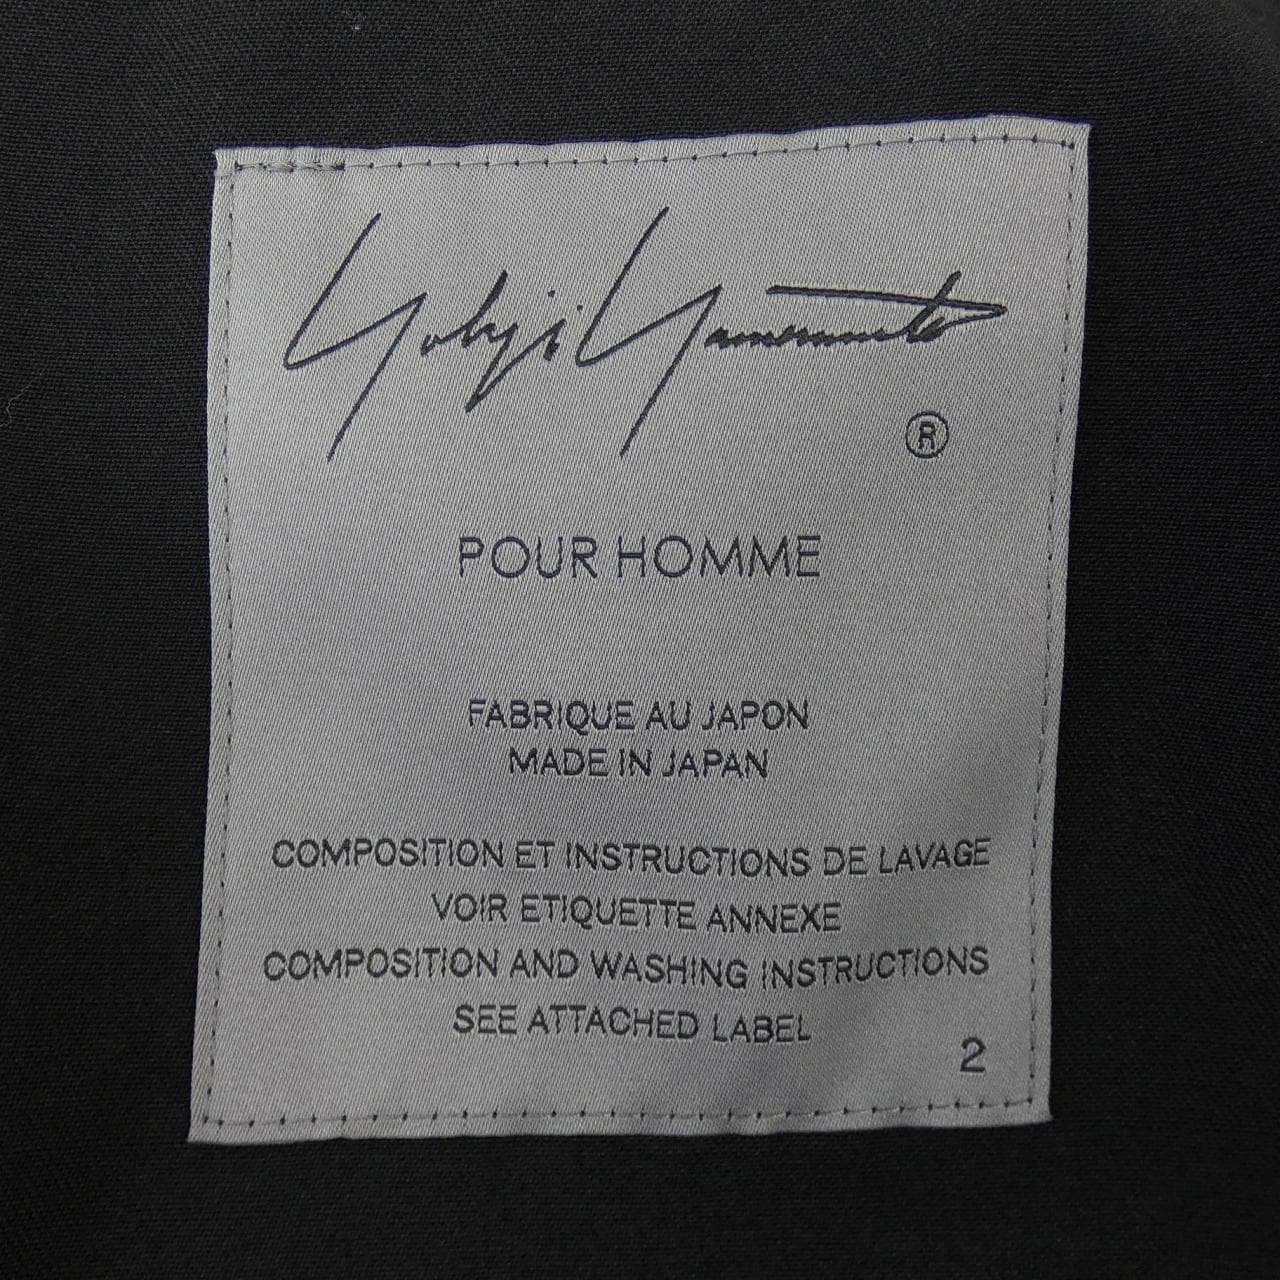 Yohji Yamamoto
®
POUR HOMME
FABRIQUE AU JAPON
MADE IN JAPAN
COMPOSITION ET INSTRUCTIONS DE LAVAGE
VOIR ETIQUETTE ANNEXE
COMPOSITION AND WASHING INSTRUCTIONS
SEE ATTACHED LABEL
2